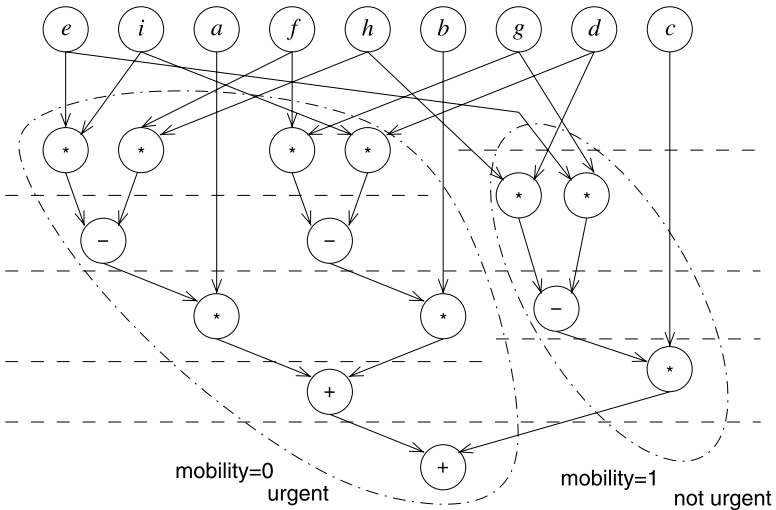 e i a f h b g d c
* * * *
* *
− −
−
* *
*
+
+
mobility=0
urgent
mobility=1
not urgent